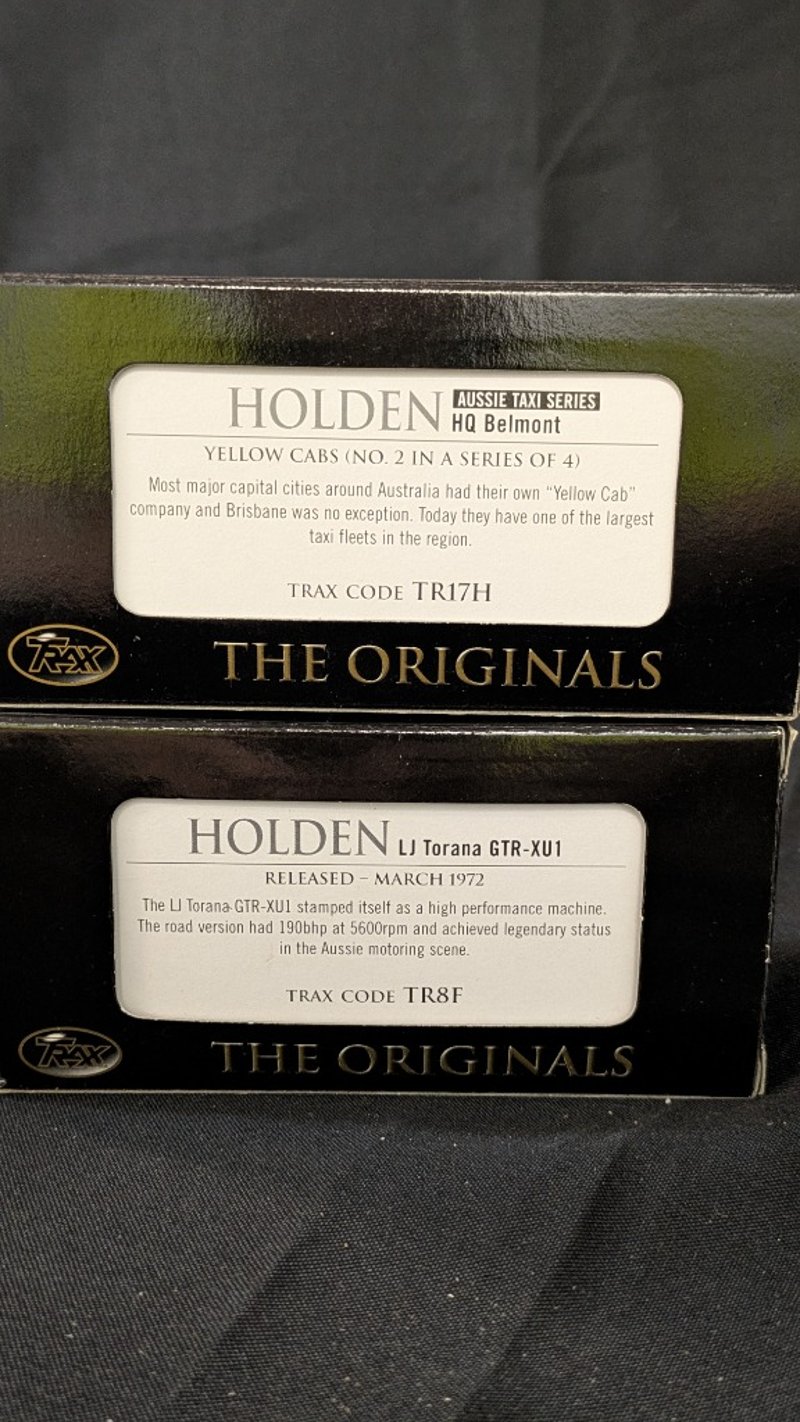 HOLDEN AUSSIE TAXI SERIES
HQ Belmont
YELLOW CABS (NO. 2 IN A SERIES OF 4)
Most major capital cities around Australia had their own “Yellow Cab”
company and Brisbane was no exception. Today they have one of the largest
taxi fleets in the region.
TRAX CODE TR17H
TRAX THE ORIGINALS
HOLDEN LJ Torana GTR-XU1
RELEASED – MARCH 1972
The LJ Torana-GTR-XU1 stamped itself as a high performance machine.
The road version had 190bhp at 5600rpm and achieved legendary status
in the Aussie motoring scene.
TRAX CODE TR8F
TRAX THE ORIGINALS